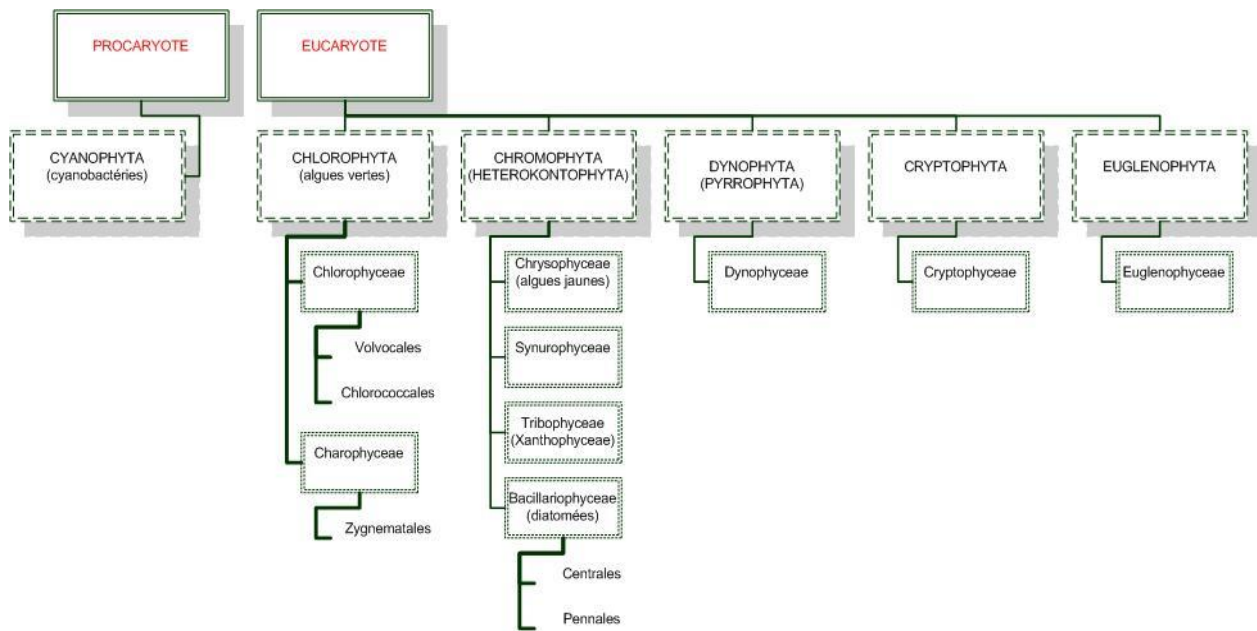 PROCARYOTE
EUCARYOTE
CYANOPHYTA
(cyanobactéries)
CHLOROPHYTA
(algues vertes)
CHROMOPHYTA
(HETEROKONTOPHYTA)
DYNOPHYTA
(PYRROPHYTA)
CRYPTOPHYTA
EUGLENOPHYTA
Chlorophyceae
Volvocales
Chlorococcales
Charophyceae
Zygnematales
Chrysophyceae
(algues jaunes)
Synurophyceae
Tribophyceae
(Xanthophyceae)
Bacillariophyceae
(diatomées)
Centrales
Pennales
Dynophyceae
Cryptophyceae
Euglenophyceae